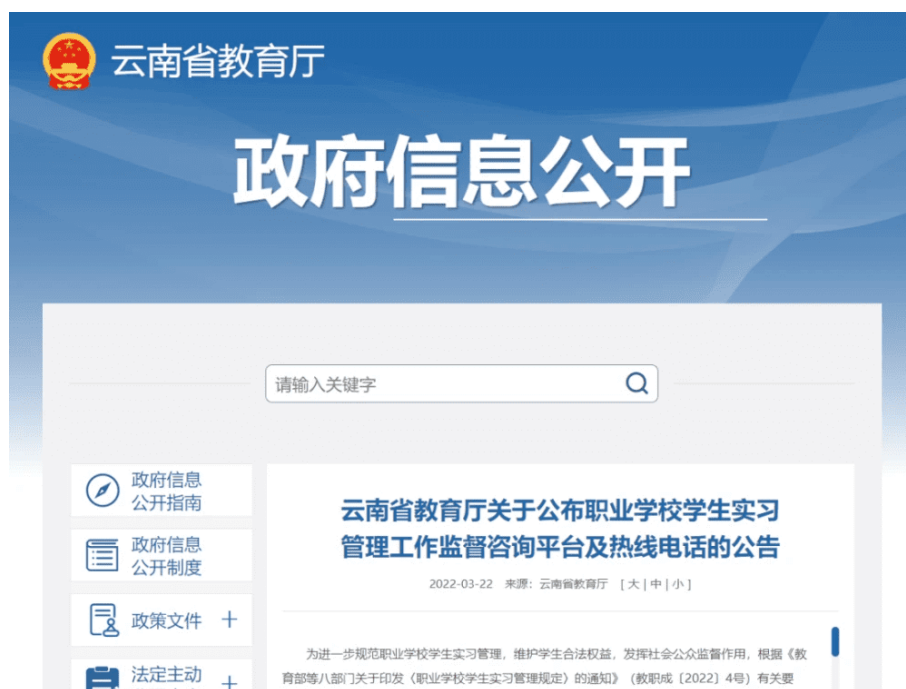 云南省教育厅
政府信息公开
请输入关键字
政府信息
公开指南
政府信息
公开制度
政策文件 +
法定主动
云南省教育厅关于公布职业学校学生实习
管理工作监督咨询平台及热线电话的公告
2022-03-22 来源：云南省教育厅 [ 大 | 中 | 小 ]
为进一步规范职业学校学生实习管理，维护学生合法权益，发挥社会公众监督作用，根据《教
育部等八部门关于印发〈职业学校学生实习管理规定〉的通知》（教职成〔2022〕4号）有关要